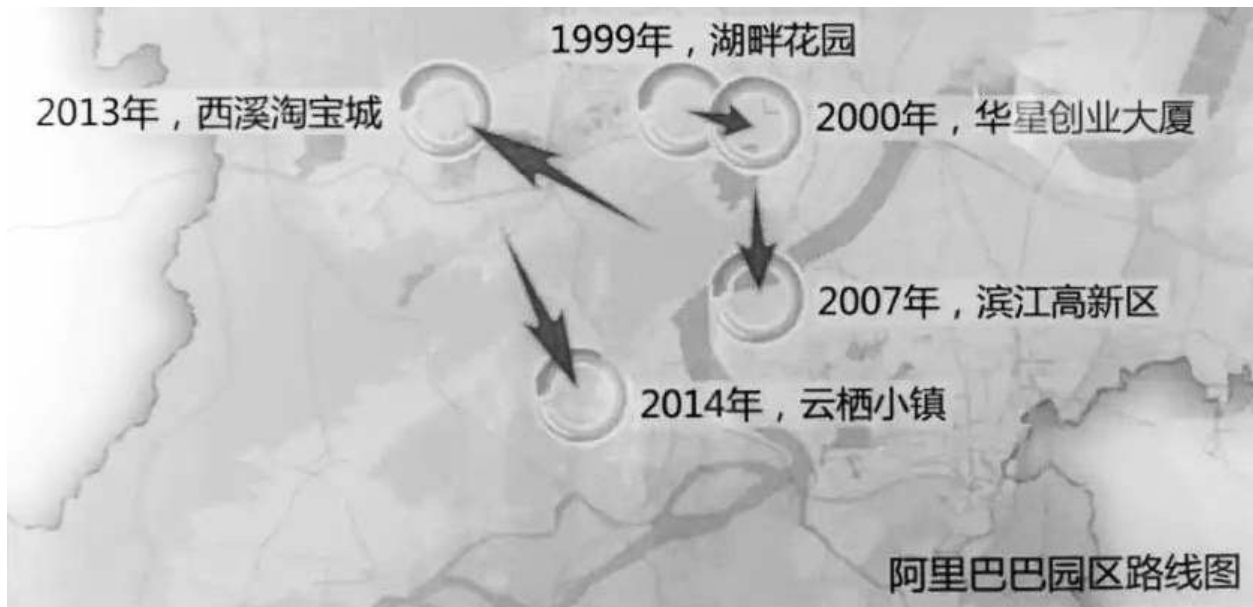 1999年，湖畔花园
2013年，西溪淘宝城
2000年，华星创业大厦
2007年，滨江高新区
2014年，云栖小镇
阿里巴巴园区路线图